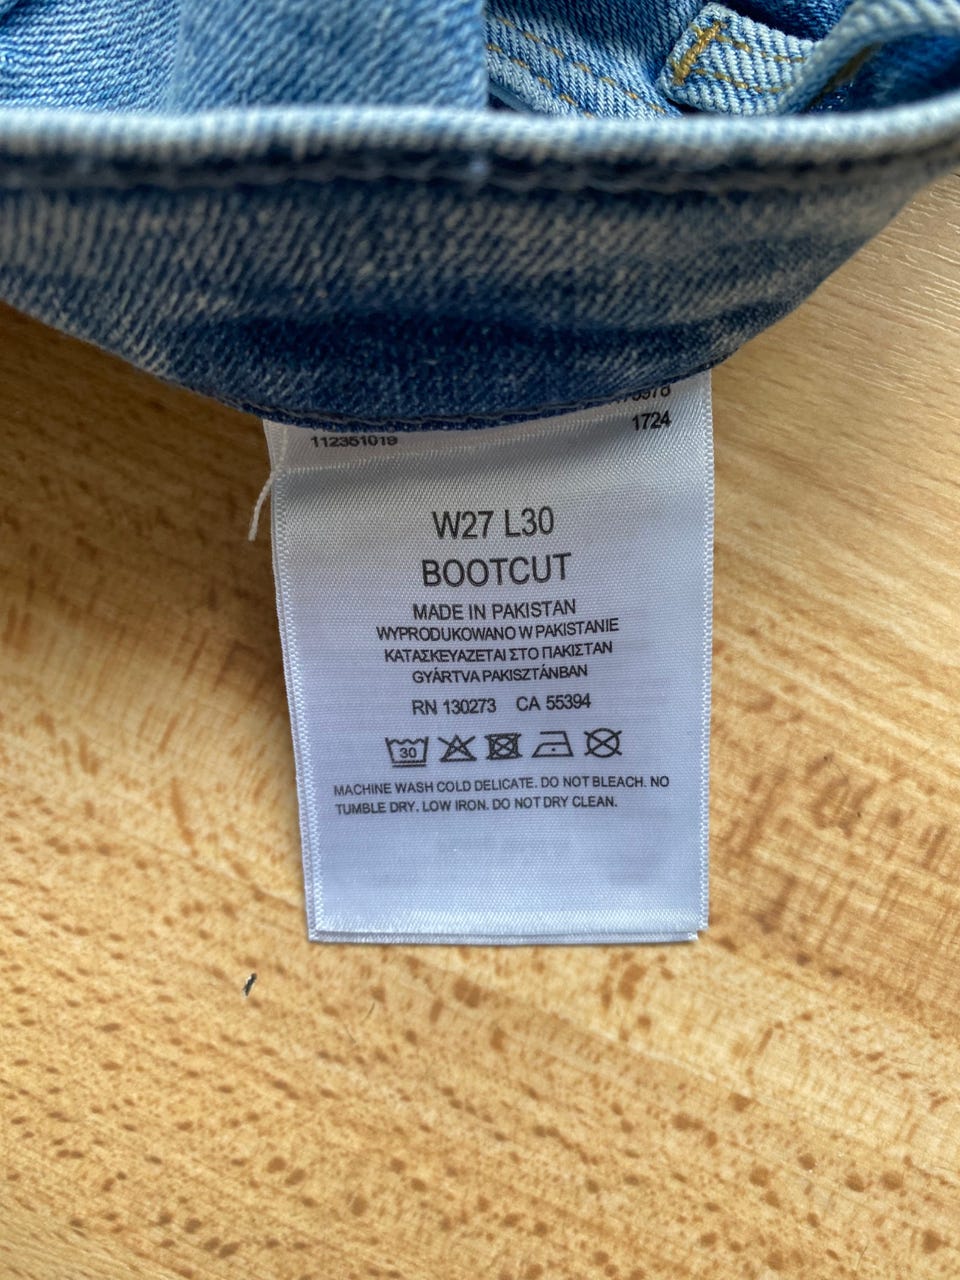 1724
112351019
W27 L30
BOOTCUT
MADE IN PAKISTAN
WYPRODUKOWANO W PAKISTANIE
ΚΑΤΑΣΚΕΥΑΖΕΤΑΙ ΣΤΟ ΠΑΚΙΣΤΑΝ
GYÁRTVA PAKISZTÁNBAN
RN 130273 CA 55394
30
MACHINE WASH COLD DELICATE. DO NOT BLEACH. NO
TUMBLE DRY. LOW IRON. DO NOT DRY CLEAN.